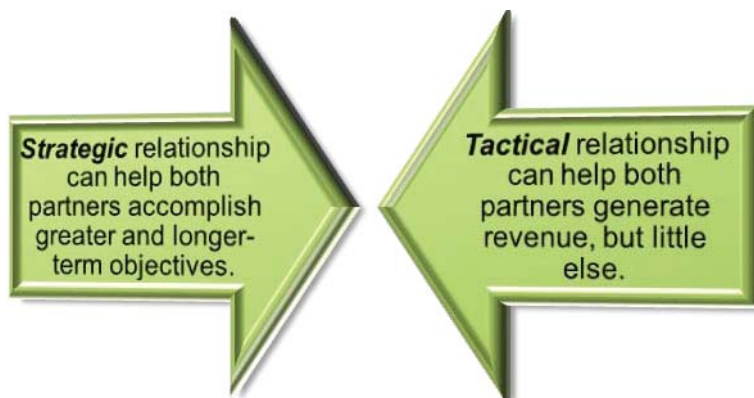 Strategic relationship
can help both
partners accomplish
greater and longer-
term objectives.
Tactical relationship
can help both
partners generate
revenue, but little
else.